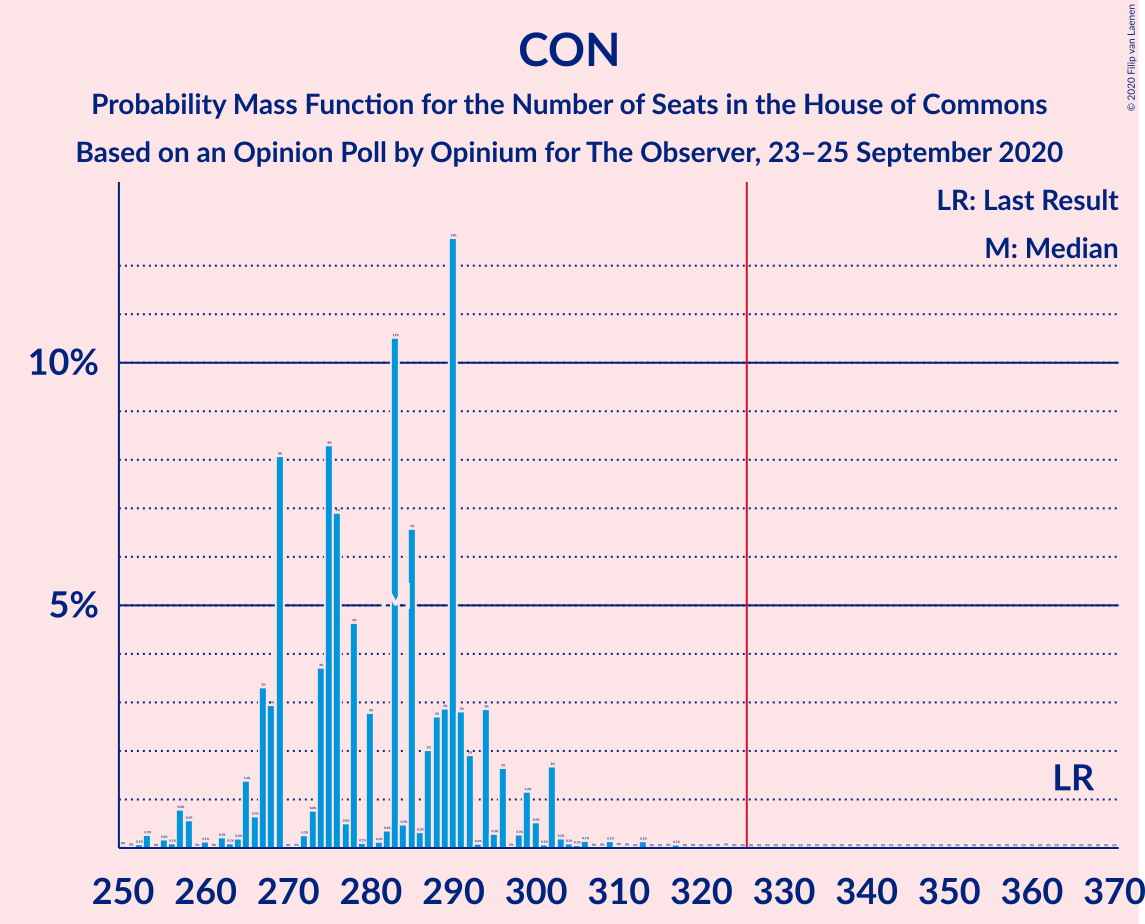 CON
Probability Mass Function for the Number of Seats in the House of Commons
Based on an Opinion Poll by Opinium for The Observer, 23–25 September 2020
© 2020 Filip van Laenen
LR: Last Result
M: Median
10%
5%
LR
250 260 270 280 290 300 310 320 330 340 350 360 370